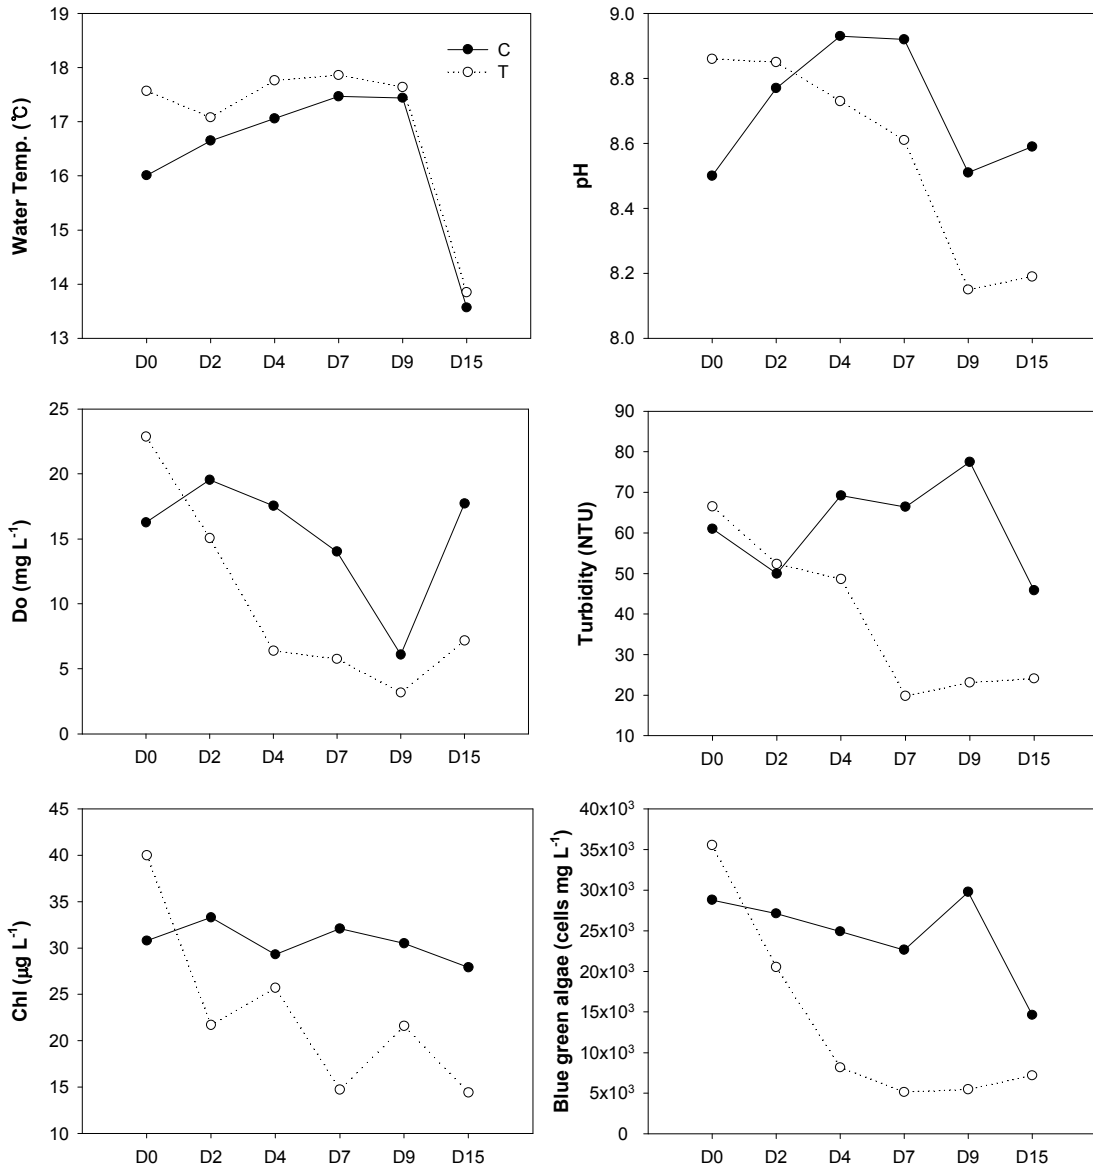 19
18
17
16
15
14
13
Water Temp. (℃)
C
T
D0 D2 D4 D7 D9 D15
9.0
8.8
8.6
8.4
8.2
8.0
pH
D0 D2 D4 D7 D9 D15
25
20
15
10
5
0
Do (mg L⁻¹)
D0 D2 D4 D7 D9 D15
90
80
70
60
50
40
30
20
10
Turbidity (NTU)
D0 D2 D4 D7 D9 D15
45
40
35
30
25
20
15
10
Chl (µg L⁻¹)
D0 D2 D4 D7 D9 D15
40x10³
35x10³
30x10³
25x10³
20x10³
15x10³
10x10³
5x10³
0
Blue green algae (cells mg L⁻¹)
D0 D2 D4 D7 D9 D15